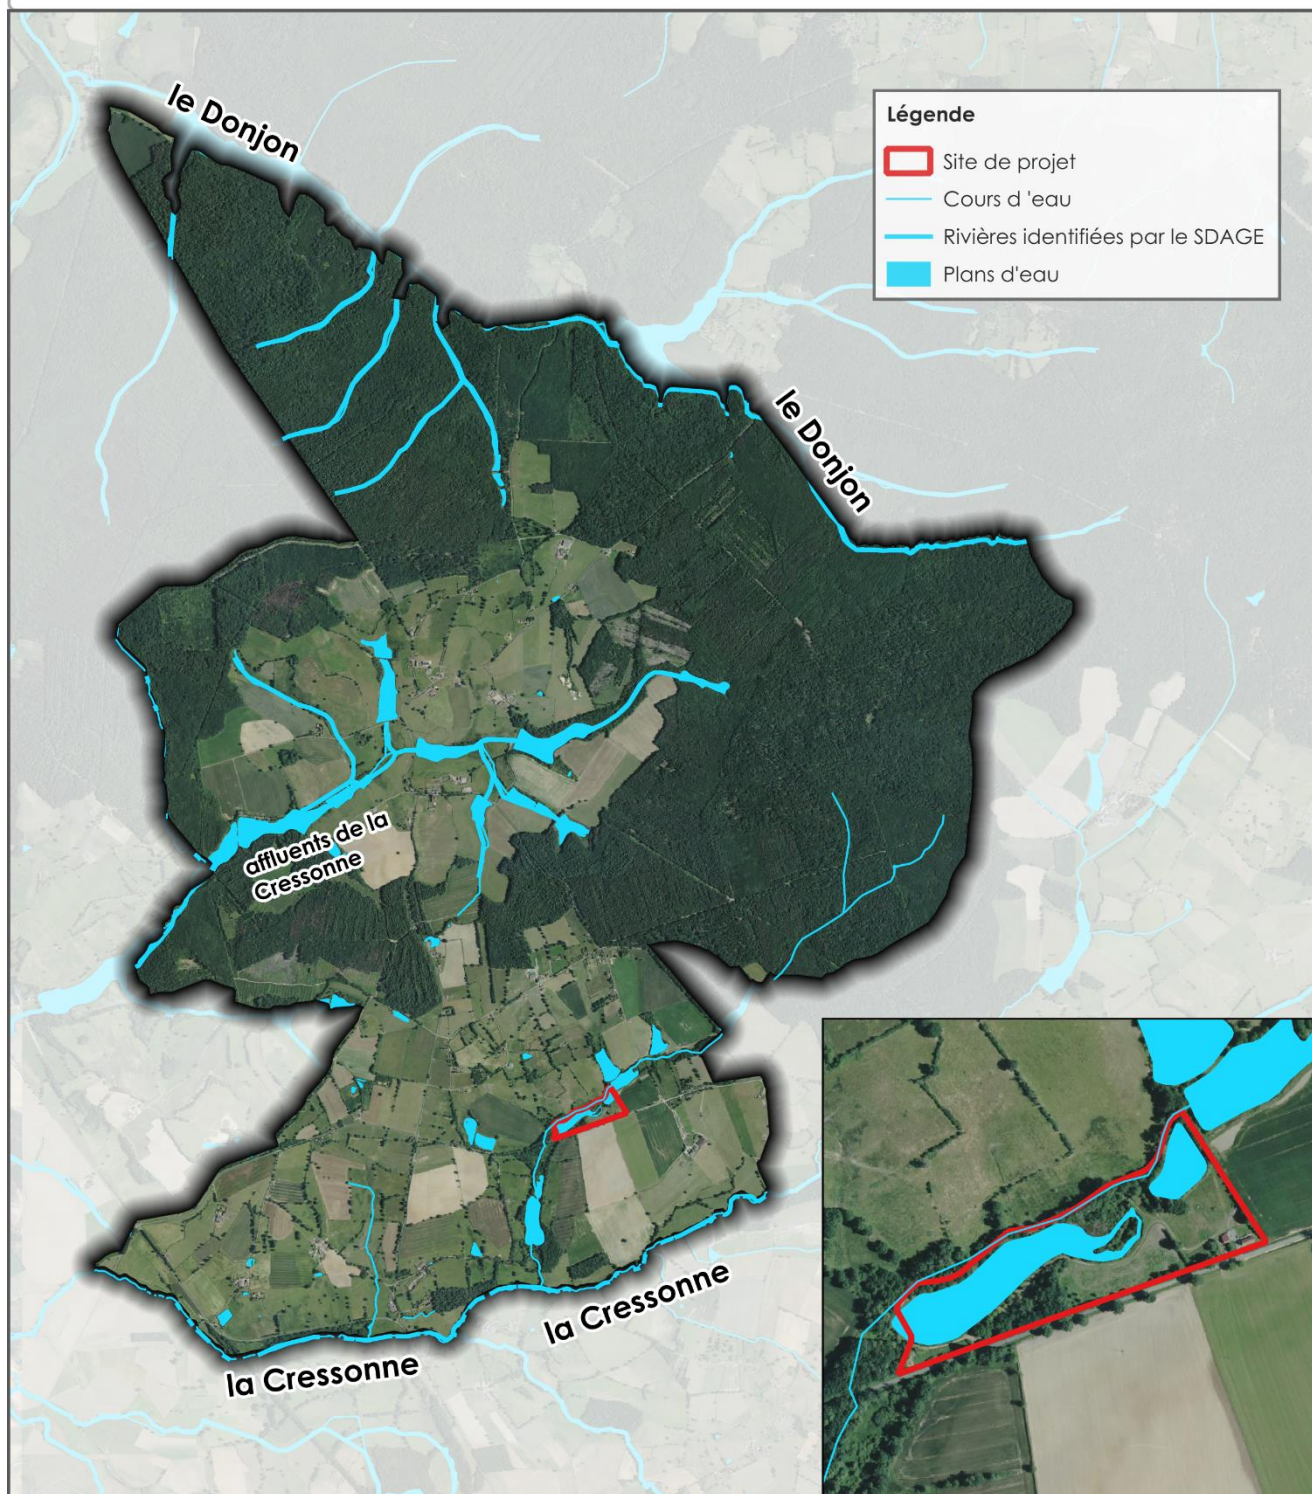 le Donjon
Légende
Site de projet
Cours d 'eau
Rivières identifiées par le SDAGE
Plans d'eau
le Donjon
affluents de la
Cressonne
la Cressonne
la Cressonne